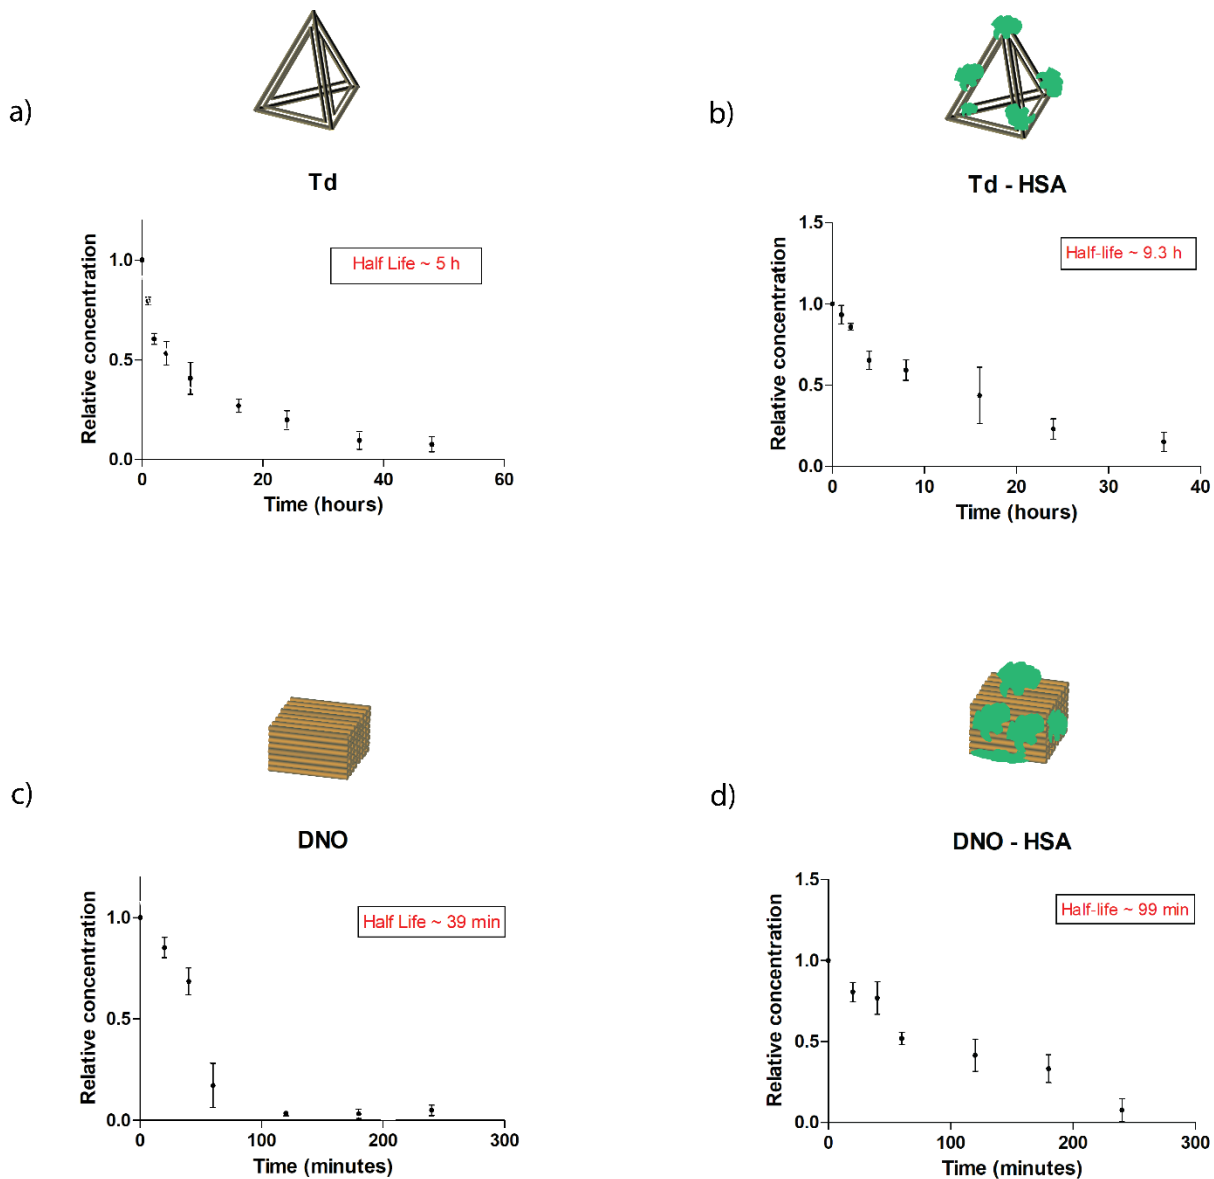 a)
Td
Relative concentration
1.0
0.5
0.0
Half Life ~ 5 h
0 20 40 60
Time (hours)
b)
Td - HSA
Relative concentration
1.5
1.0
0.5
0.0
Half-life ~ 9.3 h
0 10 20 30 40
Time (hours)
c)
DNO
Relative concentration
1.0
0.5
0.0
Half Life ~ 39 min
0 100 200 300
Time (minutes)
d)
DNO - HSA
Relative concentration
1.5
1.0
0.5
0.0
Half-life ~ 99 min
0 100 200 300
Time (minutes)